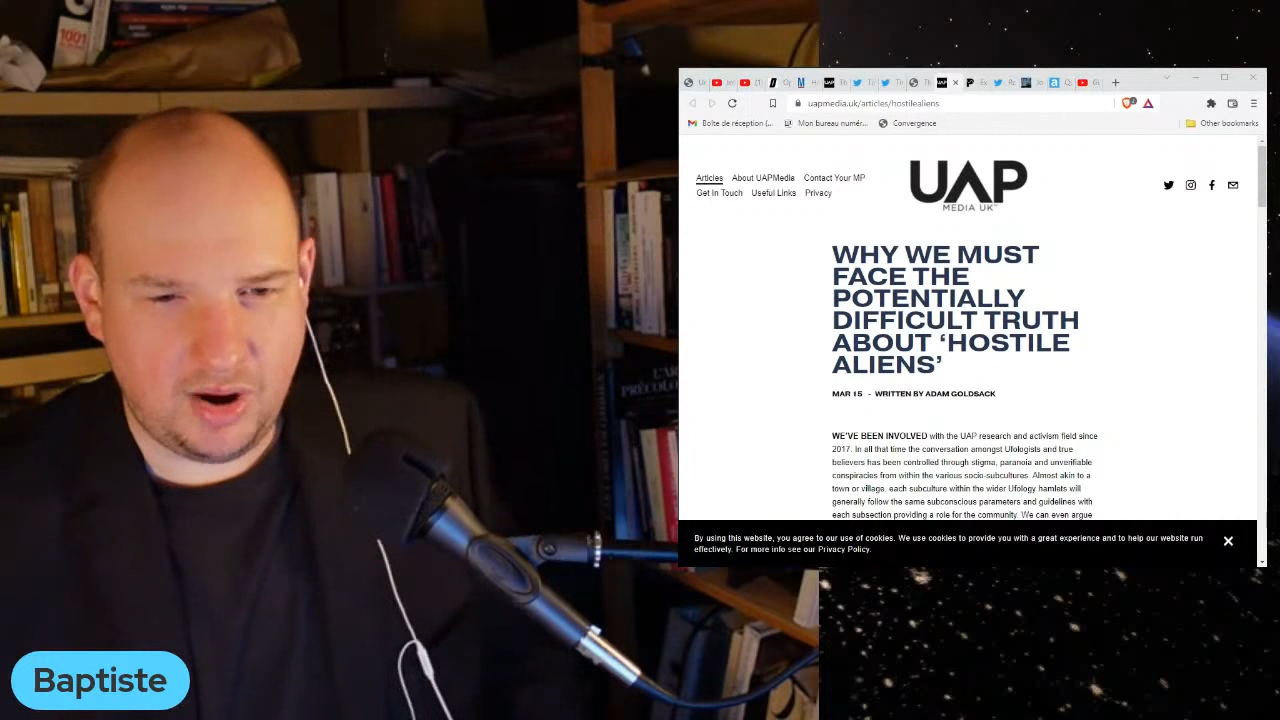 1001
L'AR
PRÉCOL
uapmedia.uk/articles/hostilealiens
Boîte de réception (...
Mon bureau numér...
Convergence
Other bookmarks
Articles About UAPMedia Contact Your MP
Get In Touch Useful Links Privacy
UAP
MEDIA UK™
WHY WE MUST
FACE THE
POTENTIALLY
DIFFICULT TRUTH
ABOUT ‘HOSTILE
ALIENS’
MAR 15 - WRITTEN BY ADAM GOLDSACK
WE'VE BEEN INVOLVED with the UAP research and activism field since
2017. In all that time the conversation amongst Ufologists and true
believers has been controlled through stigma, paranoia and unverifiable
conspiracies from within the various socio-subcultures. Almost akin to a
town or village, each subculture within the wider Ufology hamlets will
generally follow the same subconscious parameters and guidelines with
each subsection providing a role for the community. We can even argue
By using this website, you agree to our use of cookies. We use cookies to provide you with a great experience and to help our website run
effectively. For more info see our Privacy Policy.
Baptiste